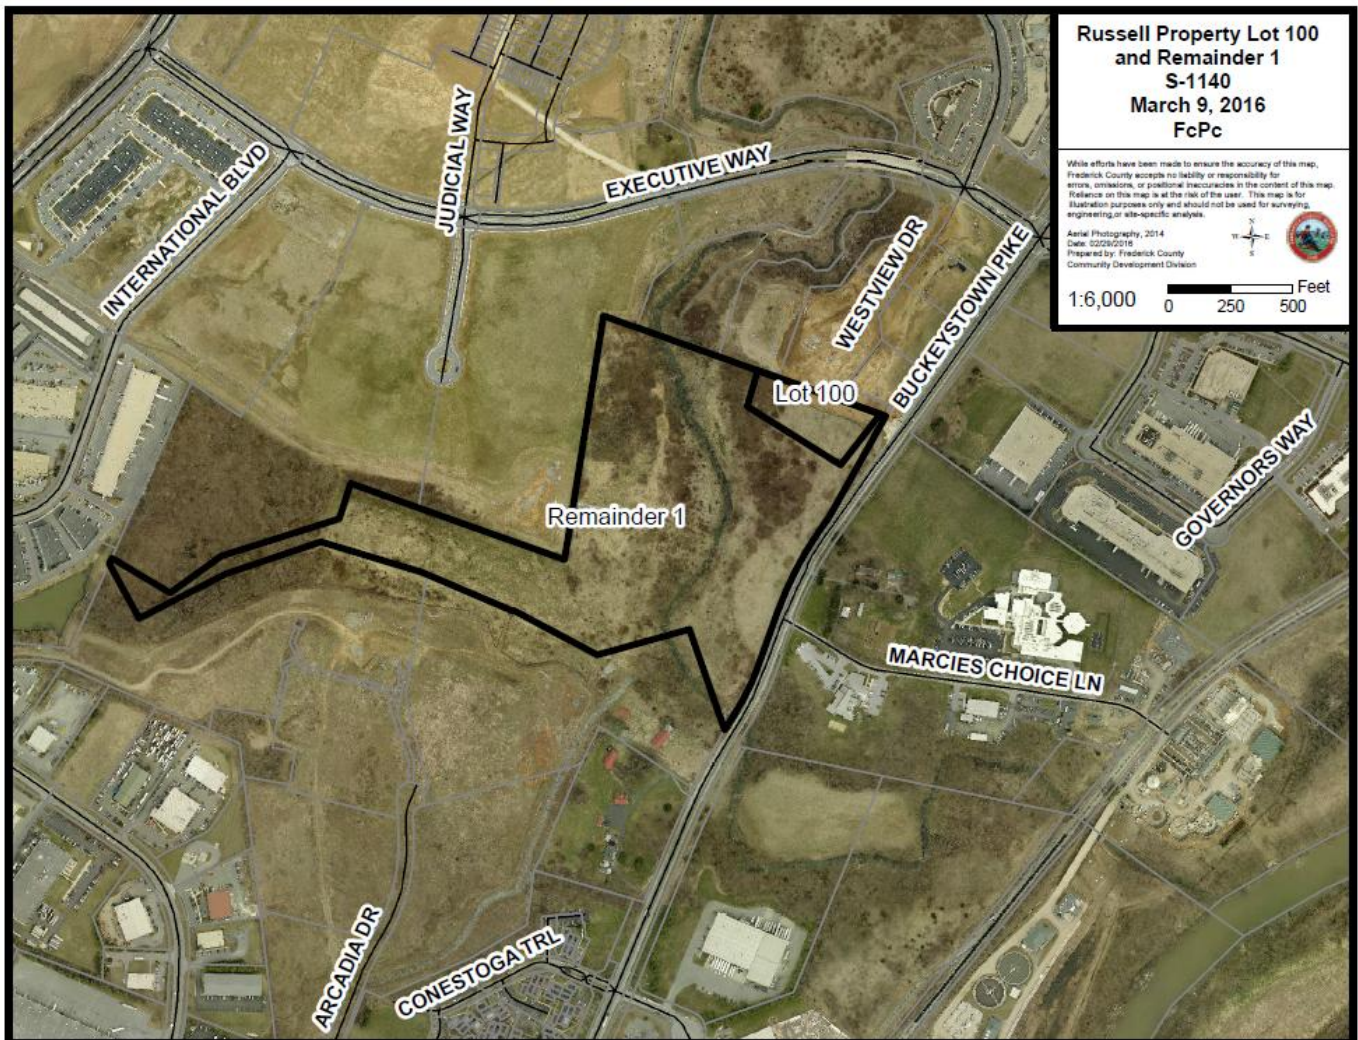 Russell Property Lot 100
and Remainder 1
S-1140
March 9, 2016
FcPc
While efforts have been made to ensure the accuracy of this map,
Frederick County accepts no liability or responsibility for
errors, omissions, or positional inaccuracies in the content of this map.
Reliance on this map is at the risk of the user. This map is for
illustration purposes only and should not be used for surveying,
engineering,or site-specific analysis.
Aerial Photography, 2014
Date: 02/29/2016
Prepared by: Frederick County
Community Development Division
N
W E
S
1:6,000
Feet
0 250 500
INTERNATIONAL BLVD
JUDICIAL WAY
EXECUTIVE WAY
WESTVIEW DR
BUCKEYSTOWN PIKE
Lot 100
GOVERNORS WAY
Remainder 1
MARCIES CHOICE LN
ARCADIA DR
CONESTOGA TRL